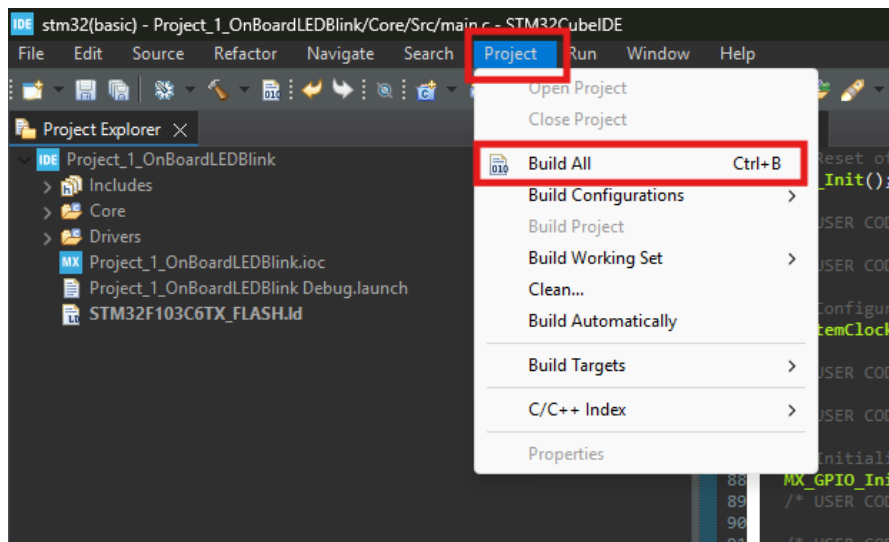 IDE stm32(basic) - Project_1_OnBoardLEDBlink/Core/Src/main.c - STM32CubeIDE
File Edit Source Refactor Navigate Search Project Run Window Help
Project Explorer
IDE Project_1_OnBoardLEDBlink
Includes
Core
Drivers
MX Project_1_OnBoardLEDBlink.ioc
Project_1_OnBoardLEDBlink Debug.launch
STM32F103C6TX_FLASH.ld
Open Project
Close Project
Build All Ctrl+B
Build Configurations
Build Project
Build Working Set
Clean...
Build Automatically
Build Targets
C/C++ Index
Properties
Reset of
_Init();
USER COD
USER COD
Configur
temClock
USER COD
USER COD
Initiali
88 MX_GPIO_Ini
89 /* USER COD
90